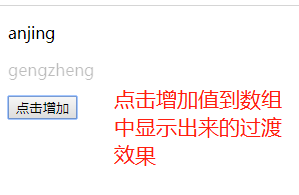 anjing
gengzheng
点击增加
点击增加值到数组
中显示出来的过渡
效果